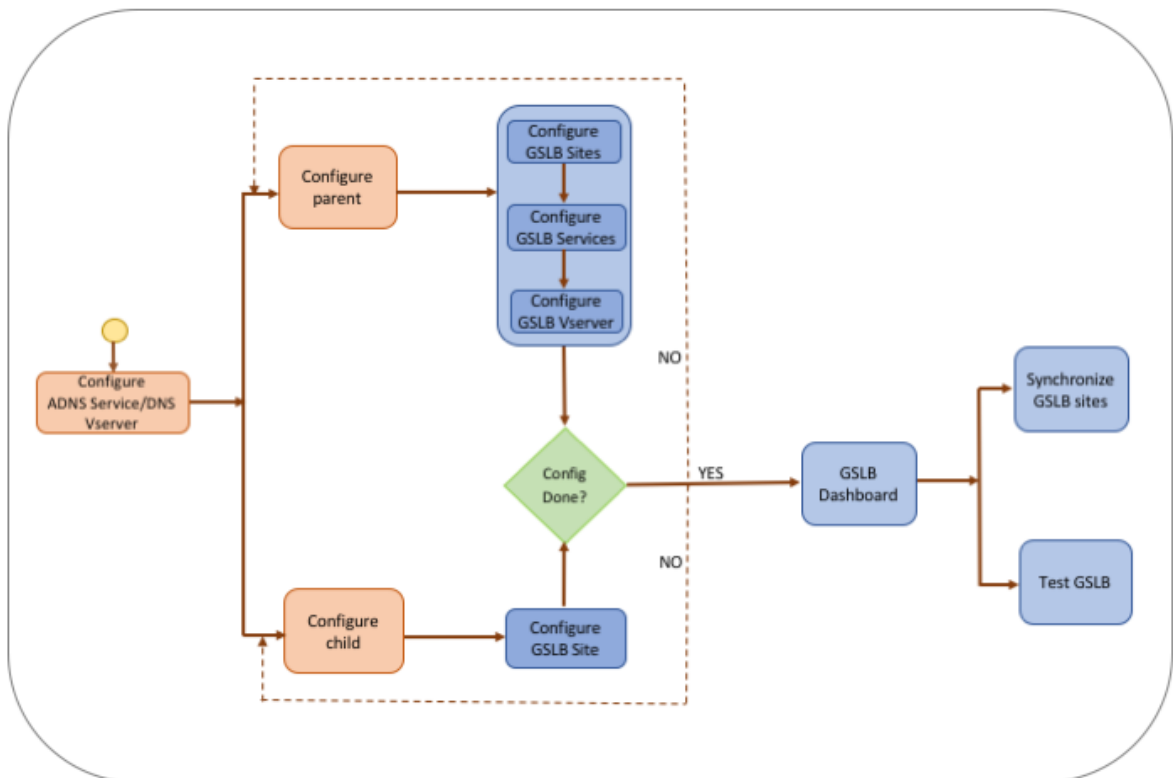 Configure
GSLB Sites
Configure
parent
Configure
GSLB Services
Configure
GSLB Vserver
NO
Configure
ADNS Service/DNS
Vserver
Synchronize
GSLB sites
Config
Done?
YES
GSLB
Dashboard
NO
Test GSLB
Configure
child
Configure
GSLB Site